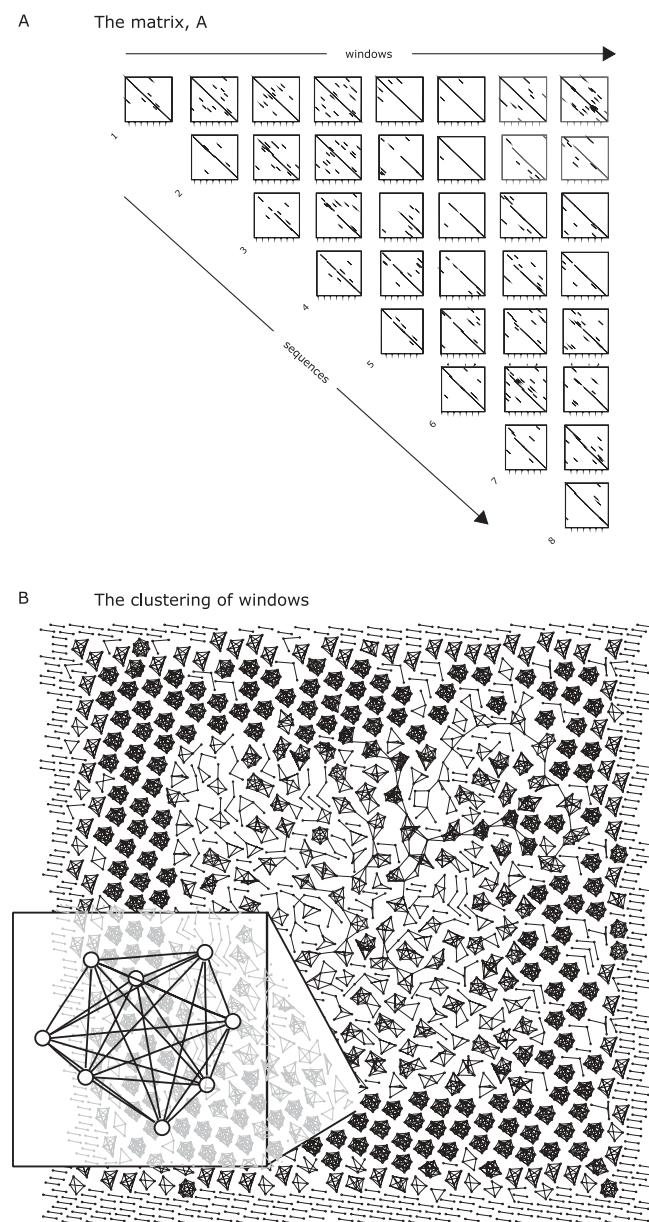 A The matrix, A
windows
1
2
3
4
sequences
5
6
7
8
B The clustering of windows